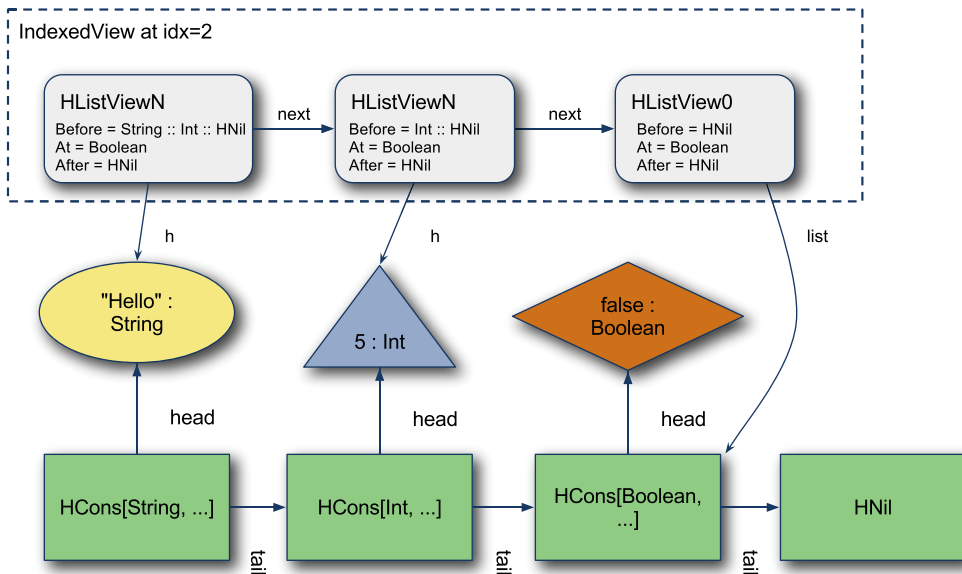 IndexedView at idx=2
HListViewN
Before = String :: Int :: HNil
At = Boolean
After = HNil
next
HListViewN
Before = Int :: HNil
At = Boolean
After = HNil
next
HListView0
Before = HNil
At = Boolean
After = HNil
h
h
list
"Hello" :
String
5 : Int
false :
Boolean
head
head
head
HCons[String, ...]
HCons[Int, ...]
HCons[Boolean,
...]
HNil
tail
tail
tail